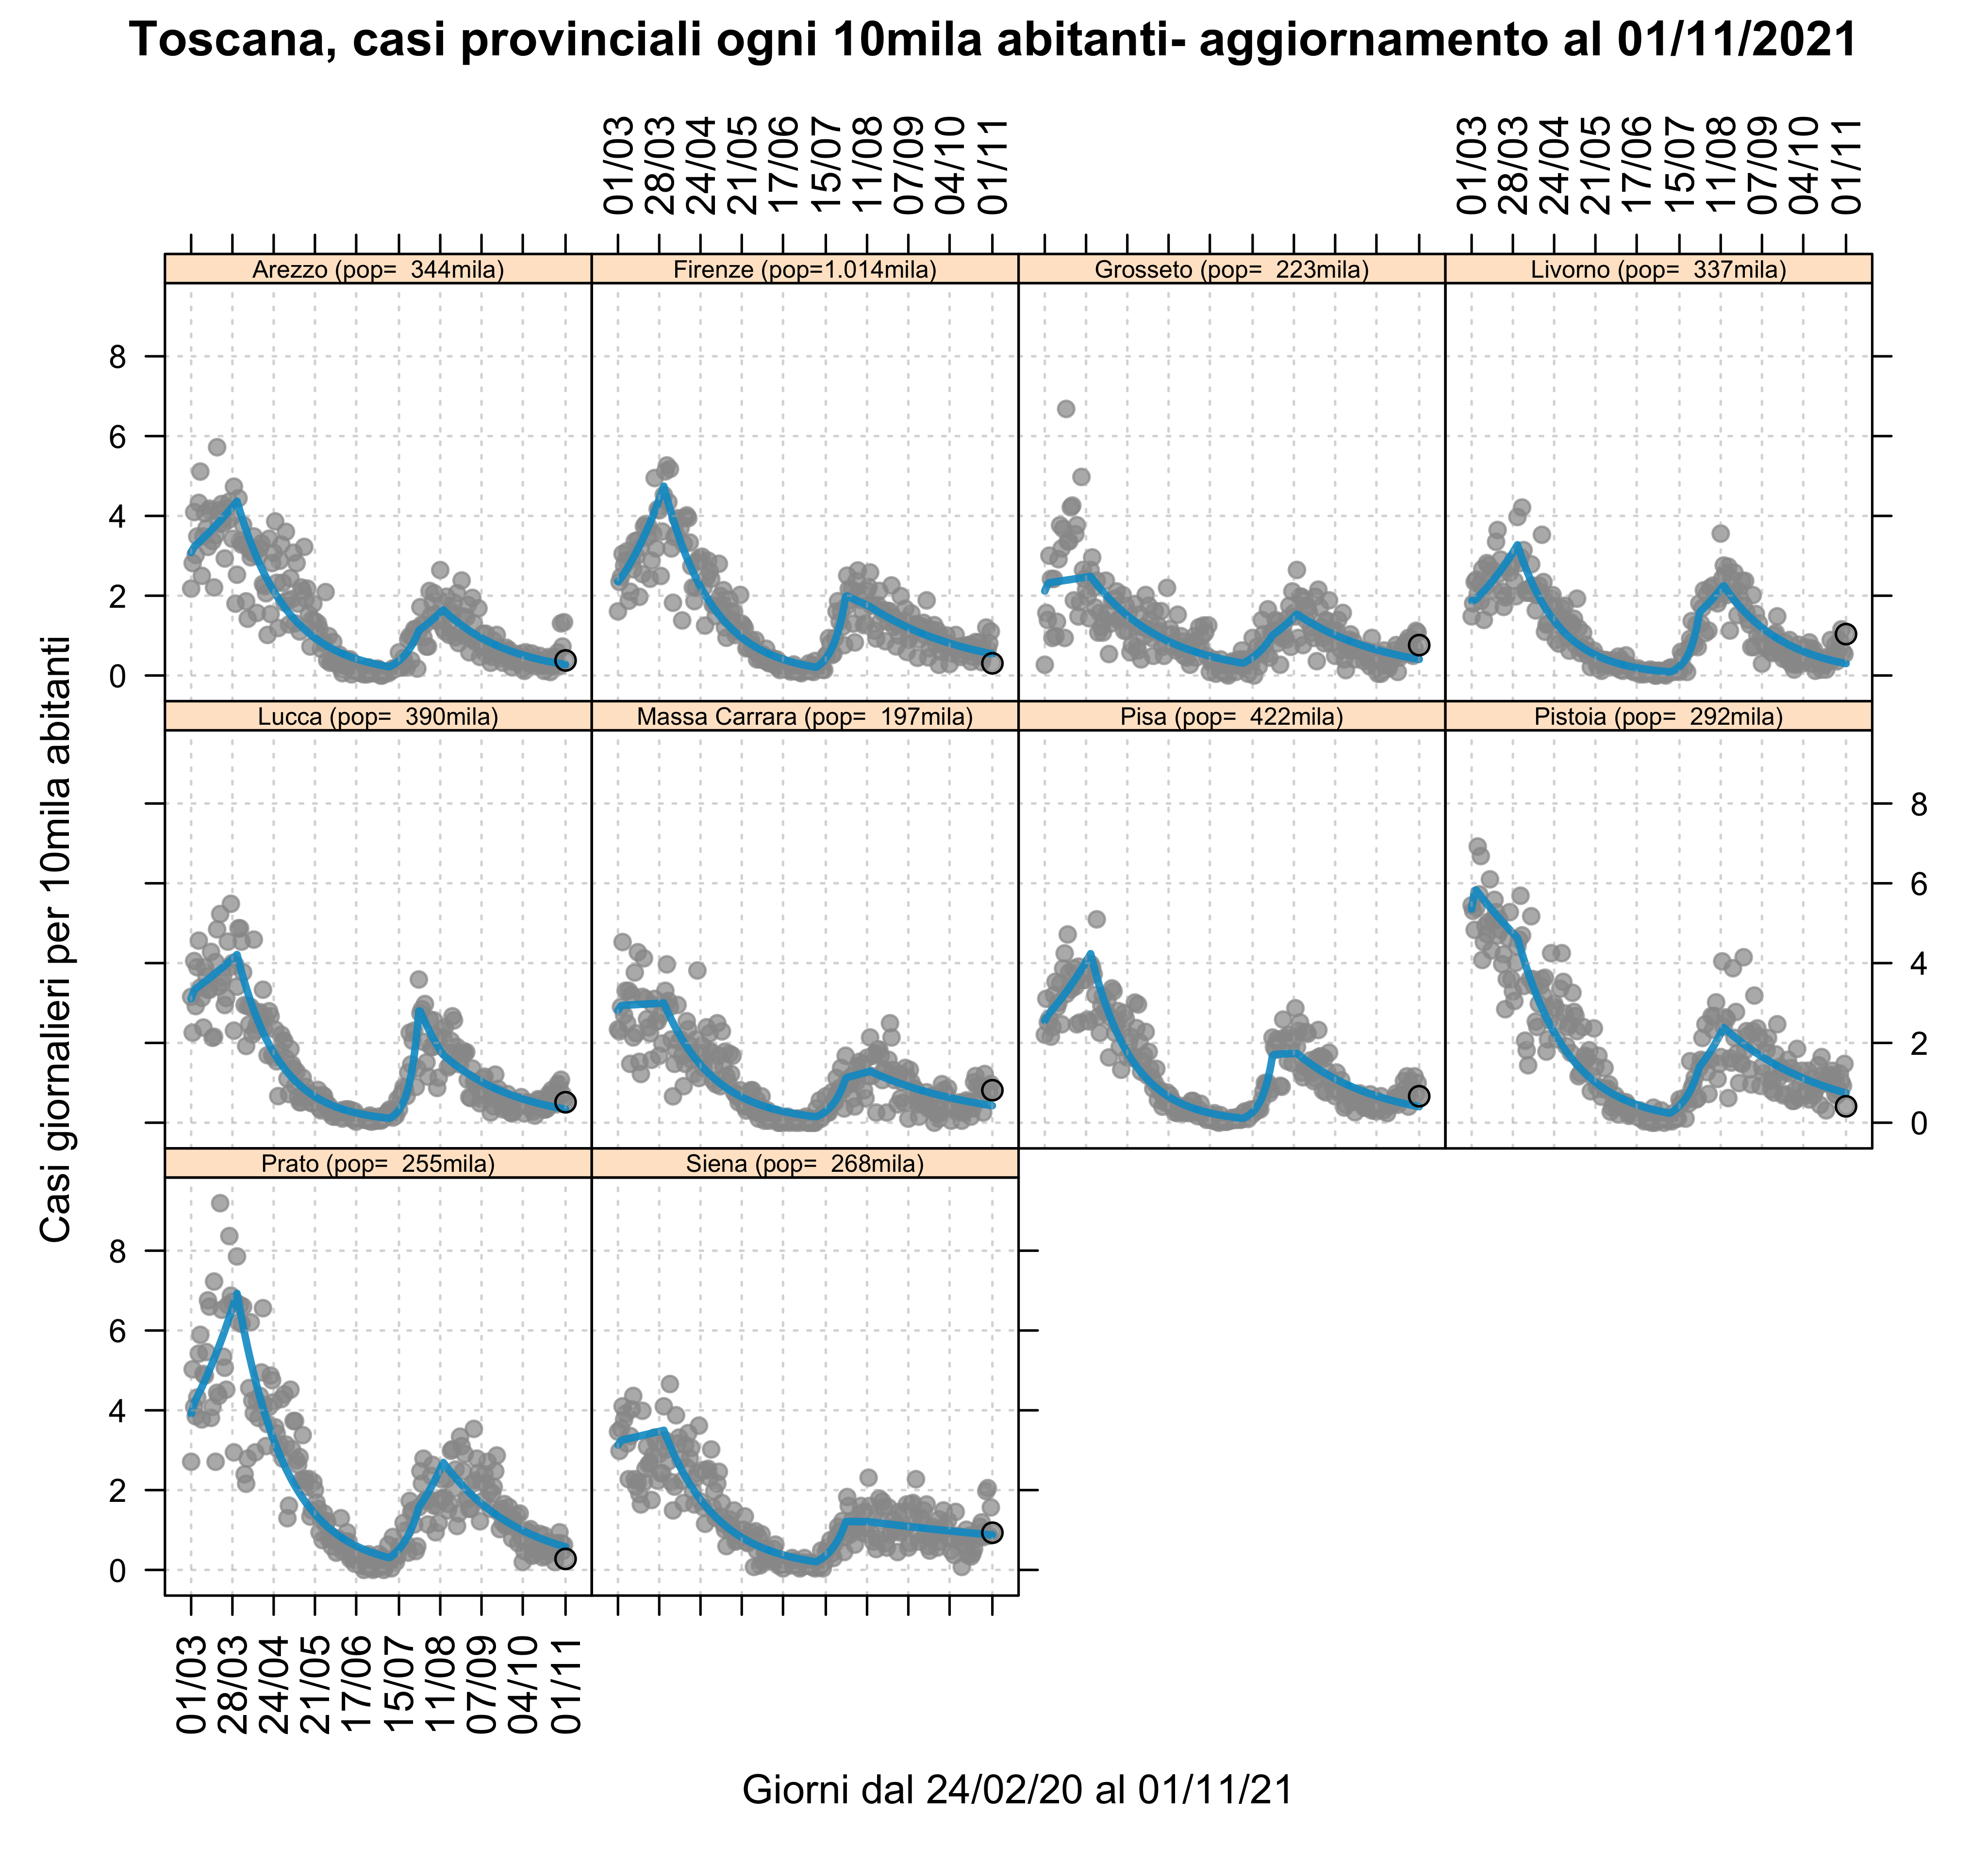 Toscana, casi provinciali ogni 10mila abitanti- aggiornamento al 01/11/2021
01/03 28/03 24/04 21/05 17/06 15/07 11/08 07/09 04/10 01/11
01/03 28/03 24/04 21/05 17/06 15/07 11/08 07/09 04/10 01/11
Arezzo (pop=  344mila)
Firenze (pop=1.014mila)
Grosseto (pop=  223mila)
Livorno (pop=  337mila)
8
6
4
2
0
Lucca (pop=  390mila)
Massa Carrara (pop=  197mila)
Pisa (pop=  422mila)
Pistoia (pop=  292mila)
8
6
4
2
0
Prato (pop=  255mila)
Siena (pop=  268mila)
8
6
4
2
0
Casi giornalieri per 10mila abitanti
01/03 28/03 24/04 21/05 17/06 15/07 11/08 07/09 04/10 01/11
Giorni dal 24/02/20 al 01/11/21